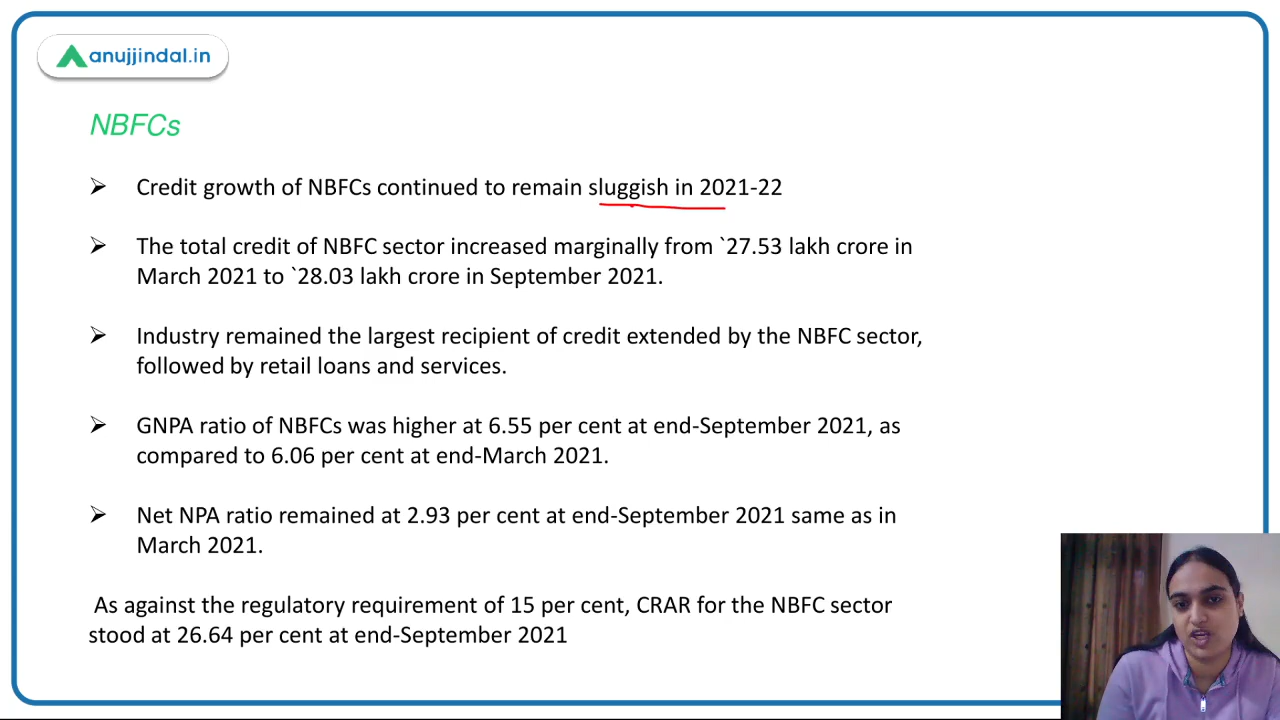 anujjindal.in
NBFCs
➢ Credit growth of NBFCs continued to remain sluggish in 2021-22
➢ The total credit of NBFC sector increased marginally from `27.53 lakh crore in
March 2021 to `28.03 lakh crore in September 2021.
➢ Industry remained the largest recipient of credit extended by the NBFC sector,
followed by retail loans and services.
➢ GNPA ratio of NBFCs was higher at 6.55 per cent at end-September 2021, as
compared to 6.06 per cent at end-March 2021.
➢ Net NPA ratio remained at 2.93 per cent at end-September 2021 same as in
March 2021.
As against the regulatory requirement of 15 per cent, CRAR for the NBFC sector
stood at 26.64 per cent at end-September 2021